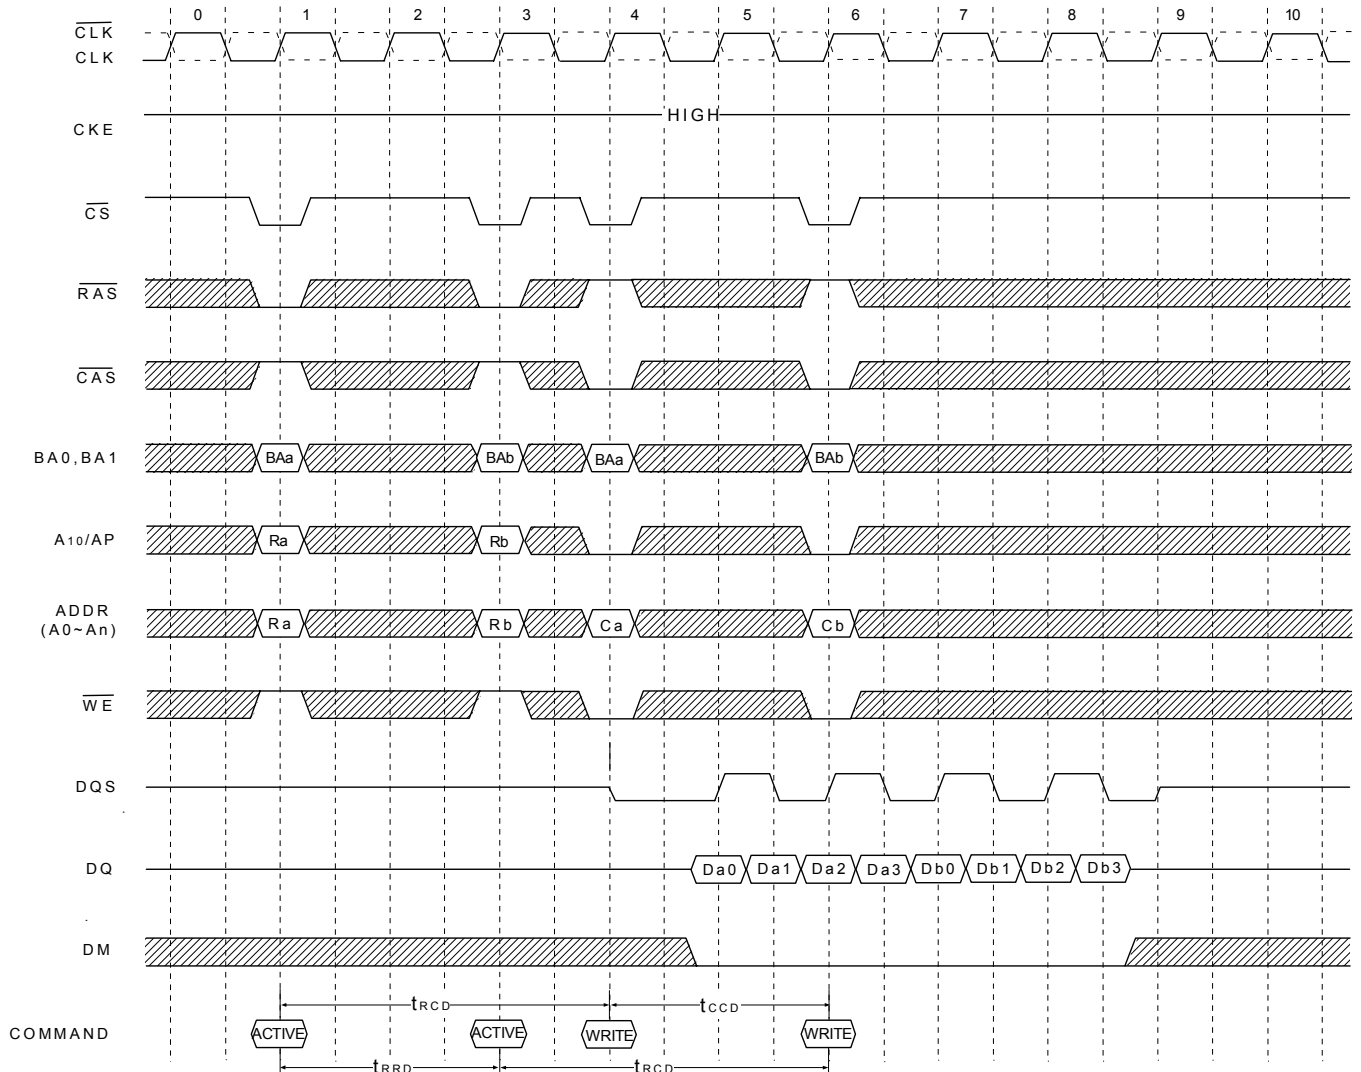 0 1 2 3 4 5 6 7 8 9 10
CLK
CLK
HIGH
CKE
CS
RAS
CAS
BA0,BA1 BAa BAb BAa BAb
A10/AP Ra Rb
ADDR
(A0~An) Ra Rb Ca Cb
WE
DQS
DQ Da0 Da1 Da2 Da3 Db0 Db1 Db2 Db3
DM
tRCD tCCD
COMMAND ACTIVE ACTIVE WRITE WRITE
tRRD tRCD